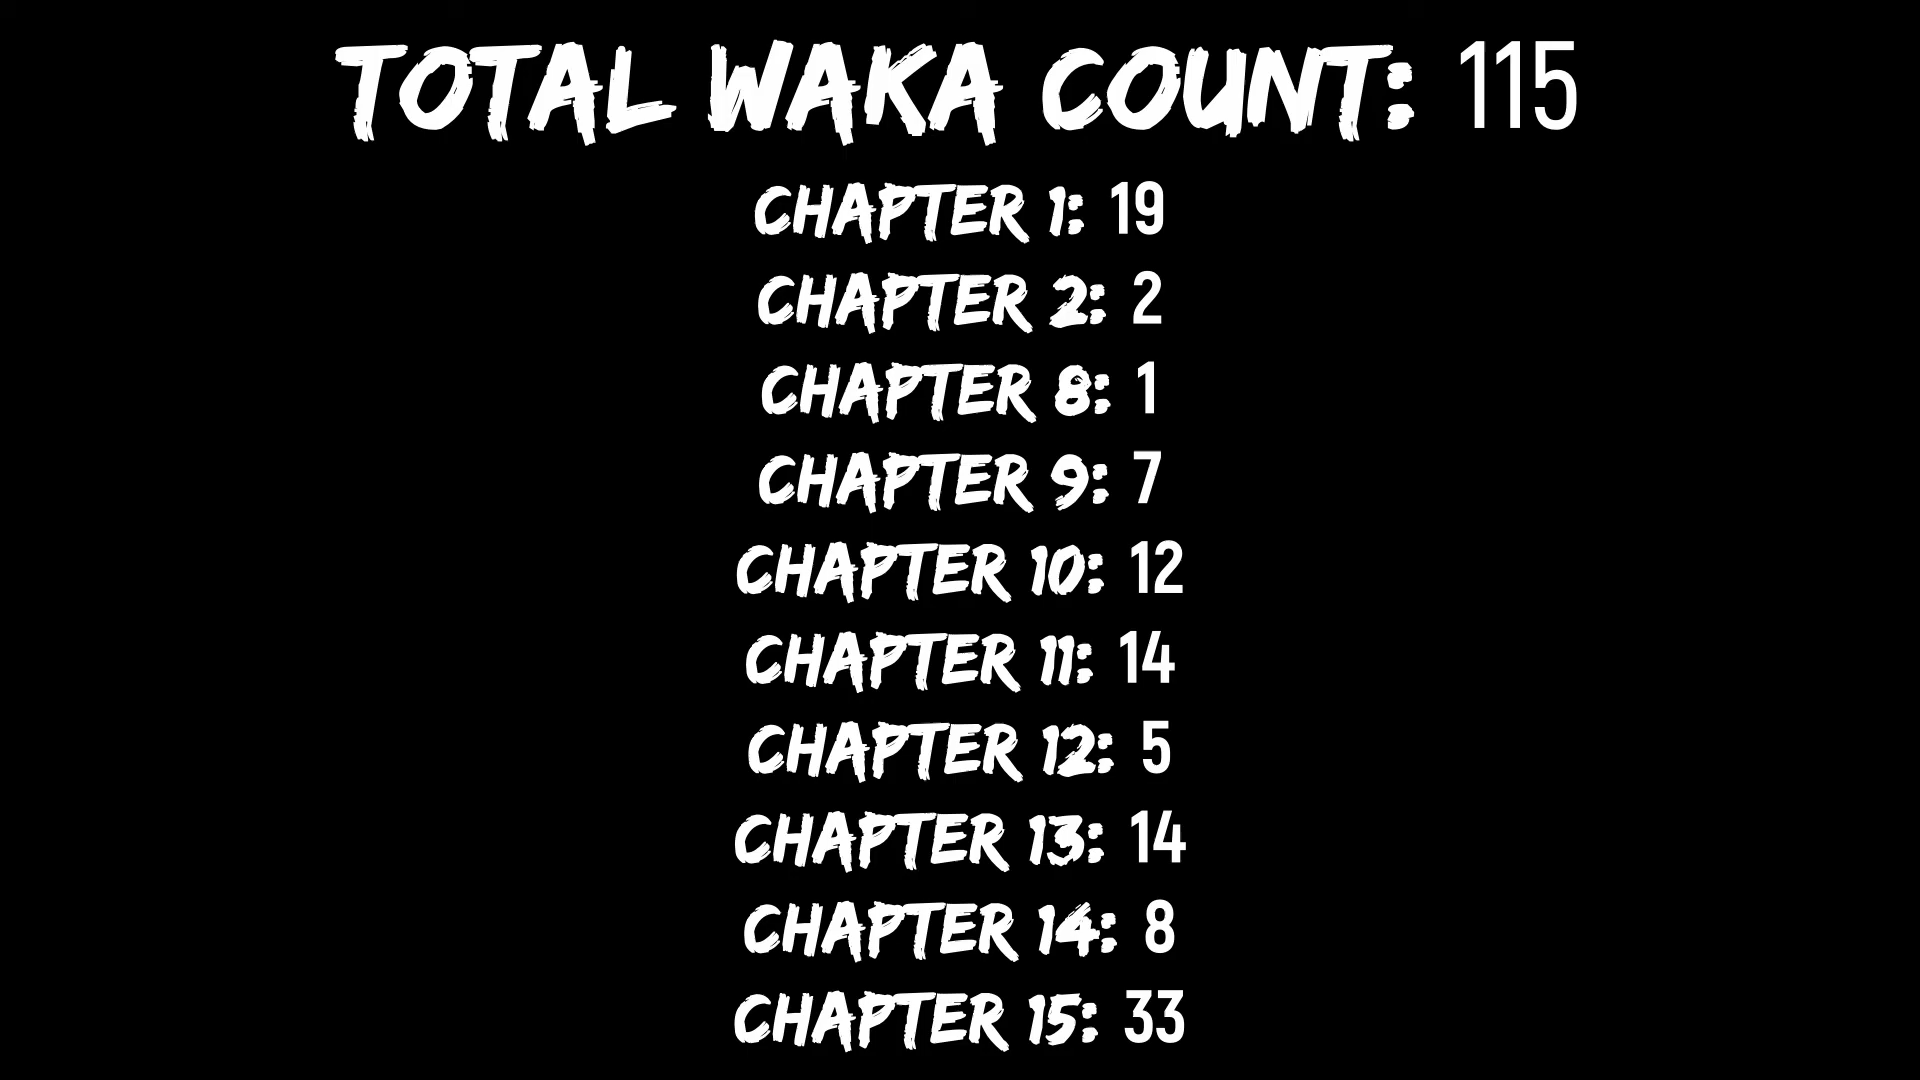 TOTAL WAKA COUNT: 115
CHAPTER 1: 19
CHAPTER 2: 2
CHAPTER 8: 1
CHAPTER 9: 7
CHAPTER 10: 12
CHAPTER 11: 14
CHAPTER 12: 5
CHAPTER 13: 14
CHAPTER 14: 8
CHAPTER 15: 33